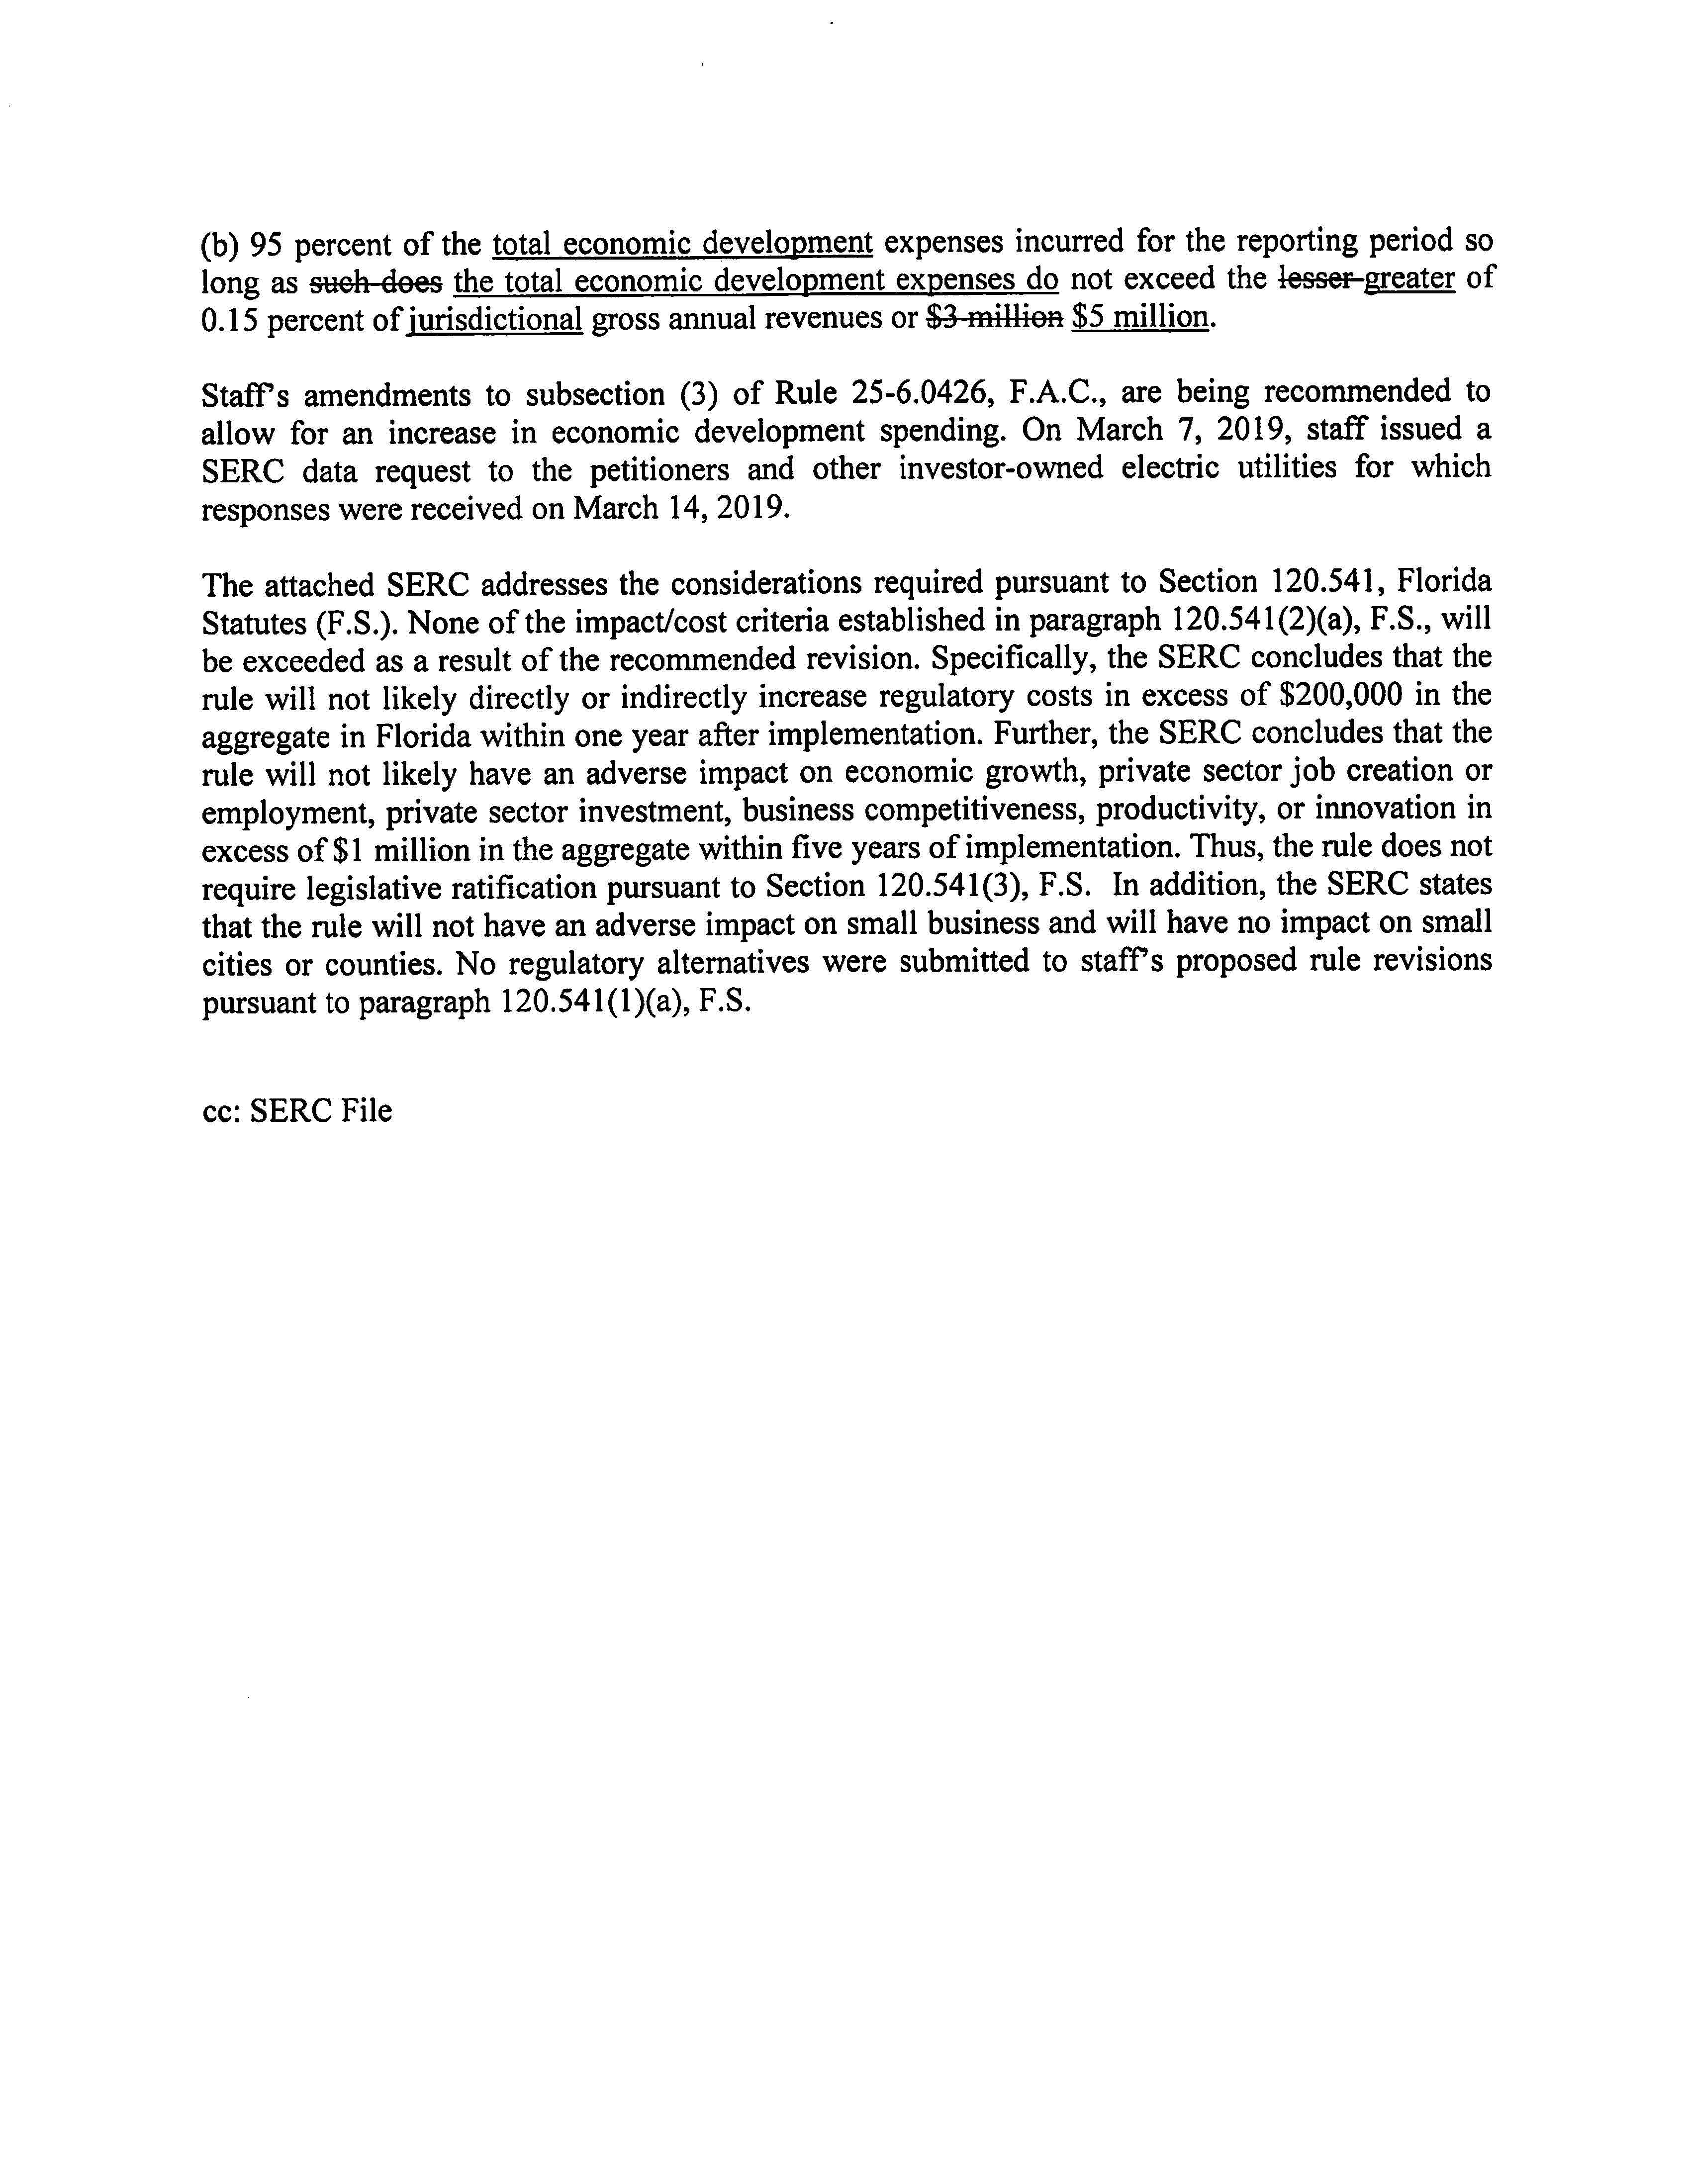 (b) 95 percent of the total economic development expenses incurred for the reporting period so
long as such does the total economic development expenses do not exceed the lesser greater of
0.15 percent of jurisdictional gross annual revenues or $3 million $5 million.
Staff's amendments to subsection (3) of Rule 25-6.0426, F.A.C., are being recommended to
allow for an increase in economic development spending. On March 7, 2019, staff issued a
SERC data request to the petitioners and other investor-owned electric utilities for which
responses were received on March 14, 2019.
The attached SERC addresses the considerations required pursuant to Section 120.541, Florida
Statutes (F.S.). None of the impact/cost criteria established in paragraph 120.541(2)(a), F.S., will
be exceeded as a result of the recommended revision. Specifically, the SERC concludes that the
rule will not likely directly or indirectly increase regulatory costs in excess of $200,000 in the
aggregate in Florida within one year after implementation. Further, the SERC concludes that the
rule will not likely have an adverse impact on economic growth, private sector job creation or
employment, private sector investment, business competitiveness, productivity, or innovation in
excess of $1 million in the aggregate within five years of implementation. Thus, the rule does not
require legislative ratification pursuant to Section 120.541(3), F.S. In addition, the SERC states
that the rule will not have an adverse impact on small business and will have no impact on small
cities or counties. No regulatory alternatives were submitted to staff's proposed rule revisions
pursuant to paragraph 120.541(1)(a), F.S.
cc: SERC File